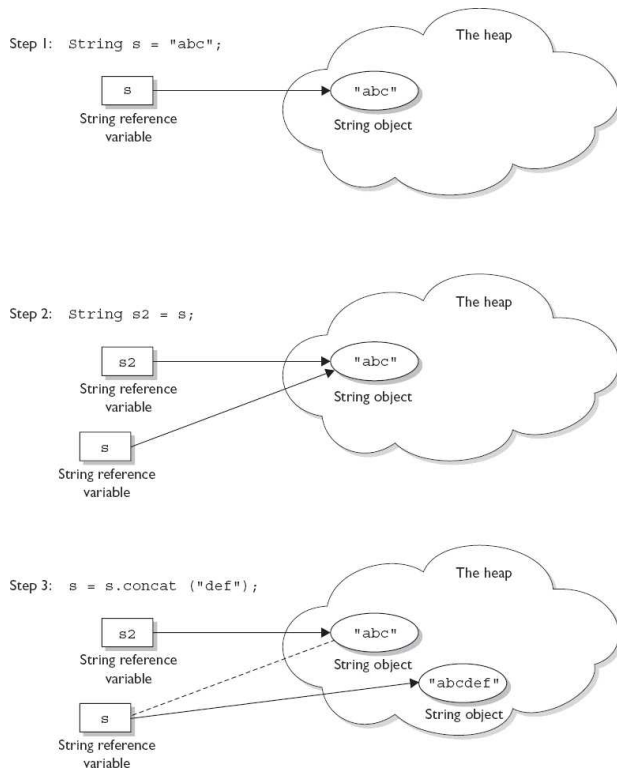 The heap
Step 1: String s = "abc";
s
"abc"
String reference
variable
String object
The heap
Step 2: String s2 = s;
s2
"abc"
String reference
variable
String object
s
String reference
variable
The heap
Step 3: s = s.concat ("def");
s2
"abc"
String reference
variable
String object
"abcdef"
s
String object
String reference
variable